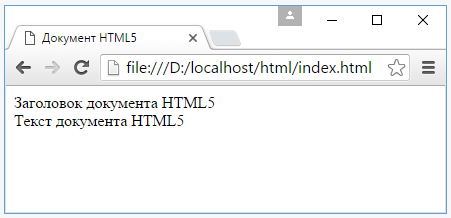 Документ HTML5
file:///D:/localhost/html/index.html
Заголовок документа HTML5
Текст документа HTML5